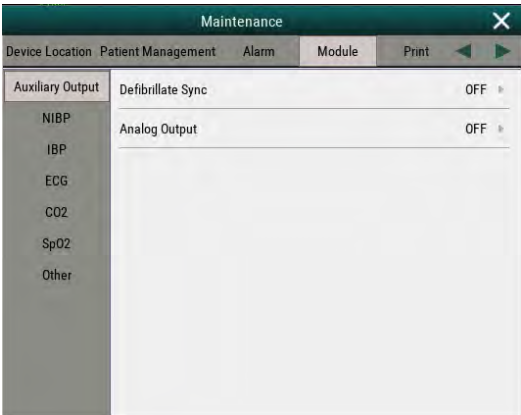 Maintenance
Device Location Patient Management Alarm Module Print
Auxiliary Output
NIBP
IBP
ECG
CO2
SpO2
Other
Defibrillate Sync OFF
Analog Output OFF